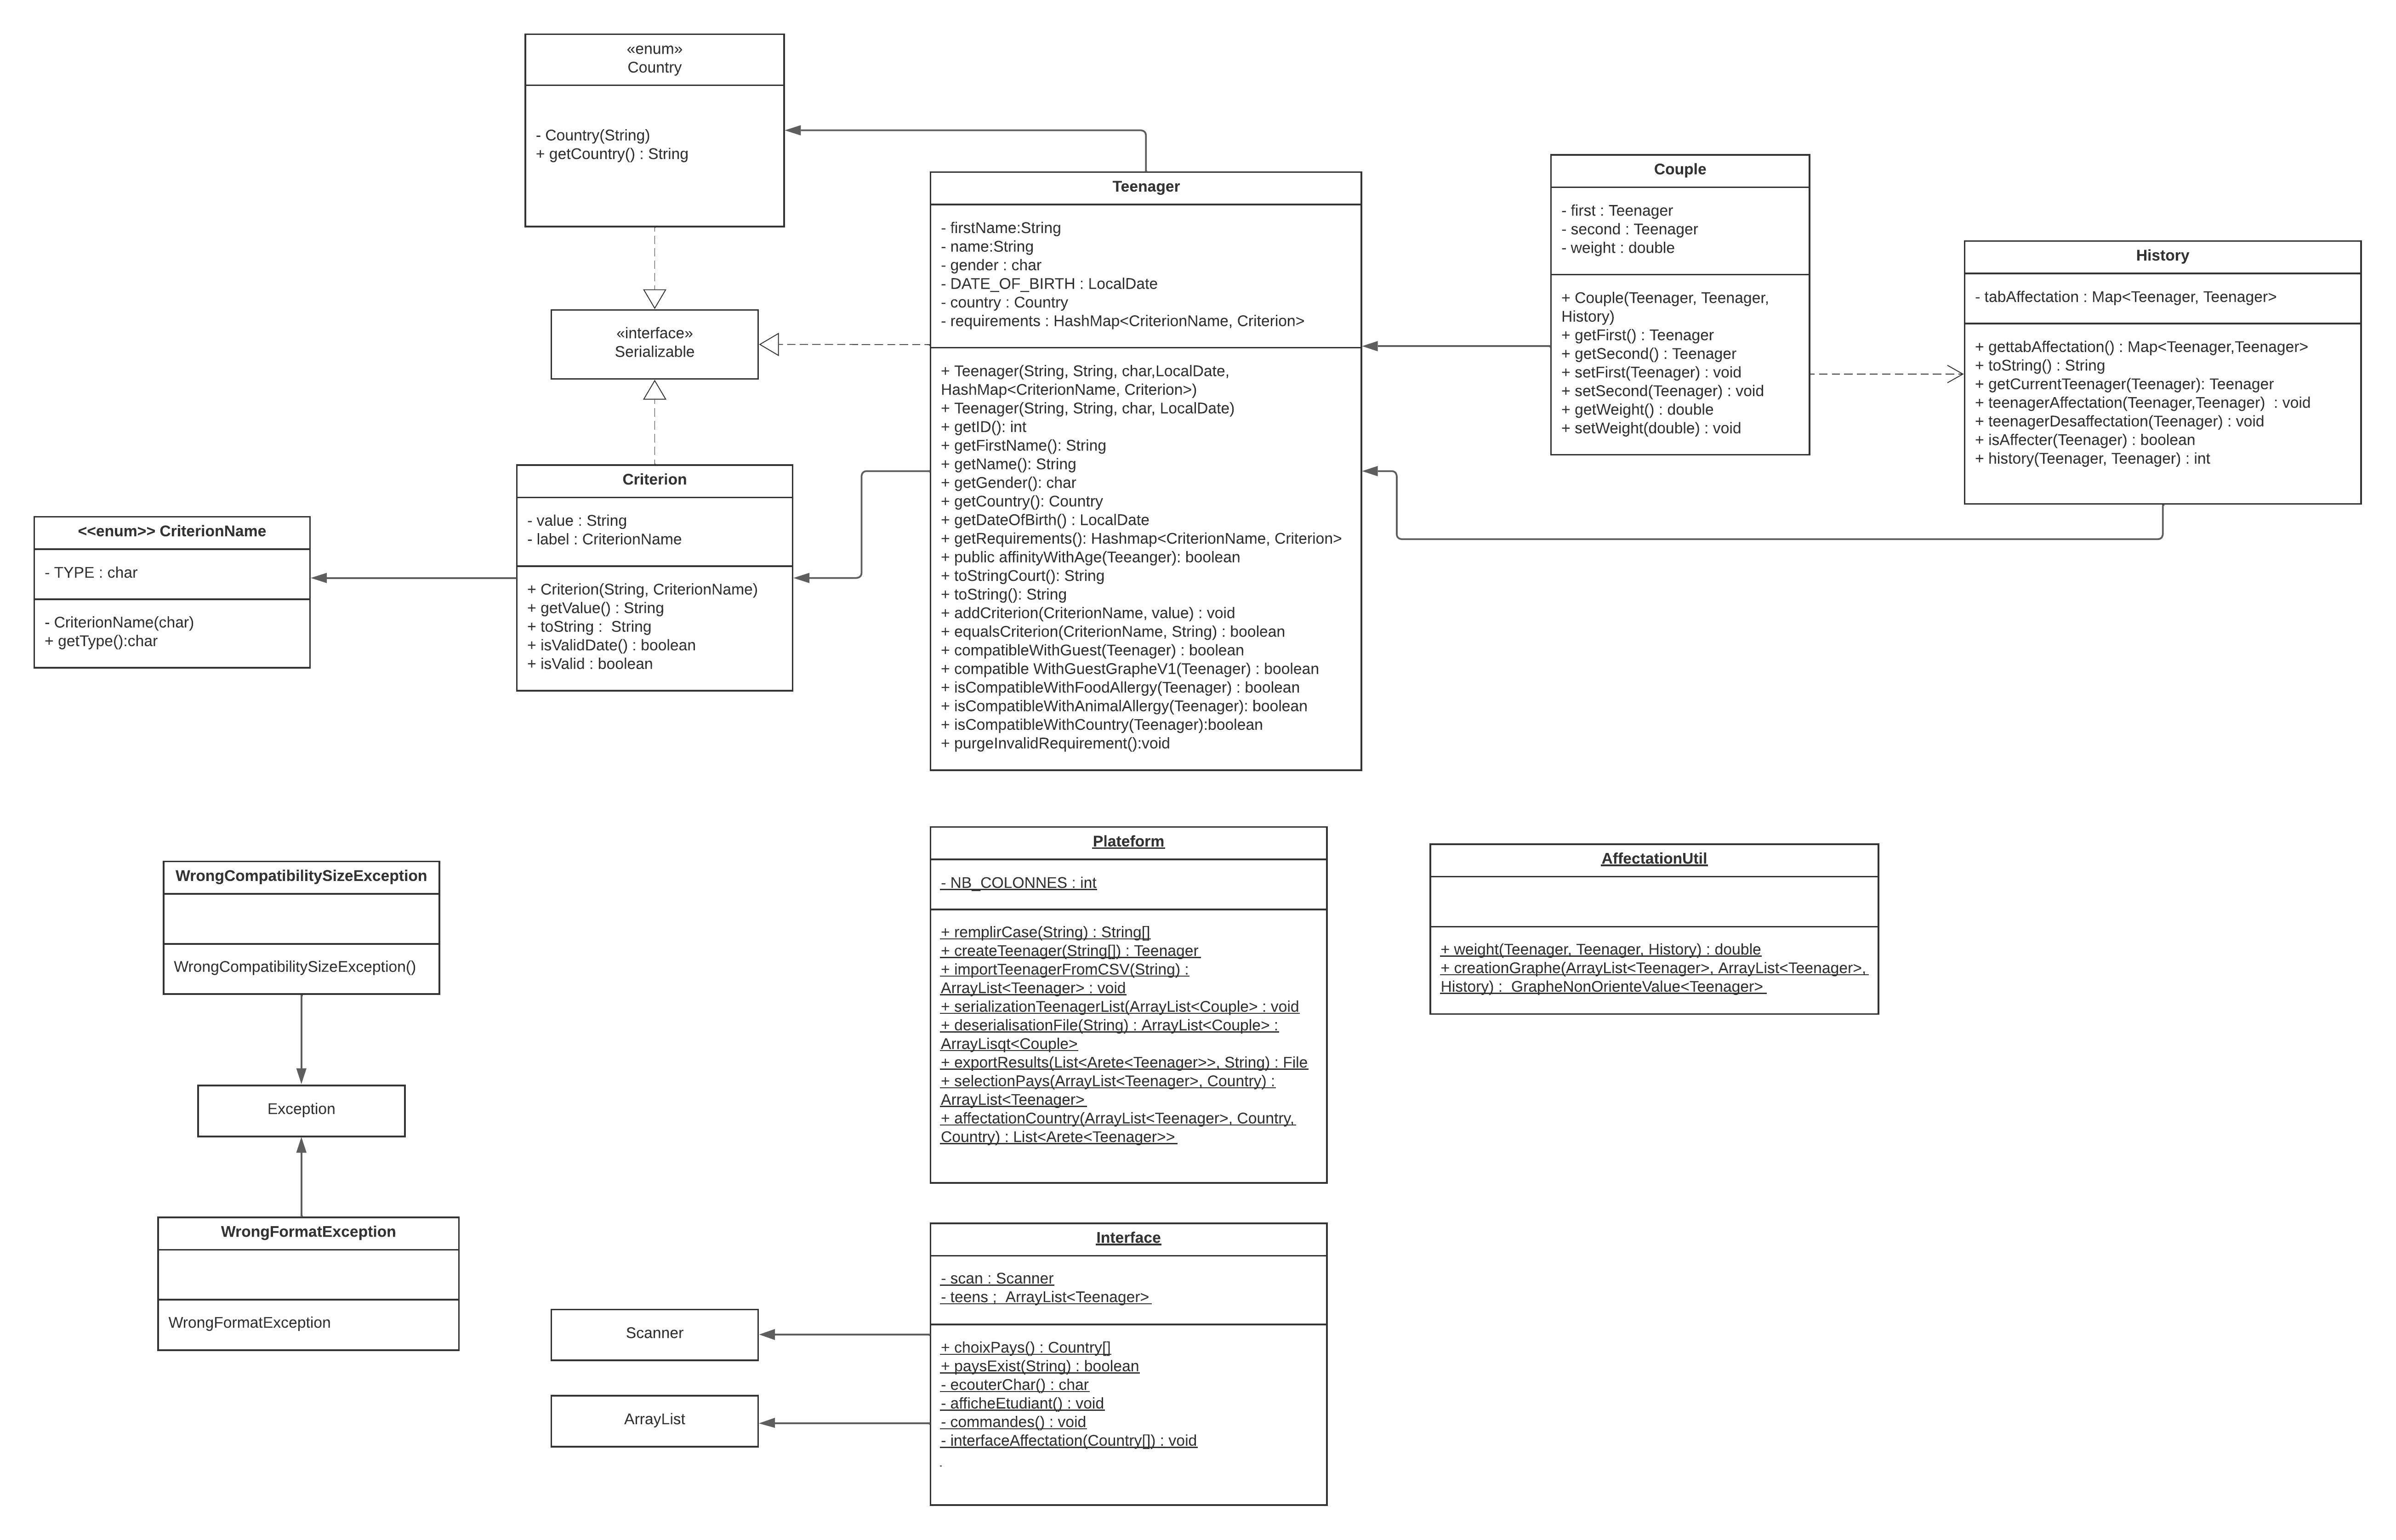 «enum»
Country
- Country(String)
+ getCountry() : String
«interface»
Serializable
Criterion
- value : String
- label : CriterionName
+ Criterion(String, CriterionName)
+ getValue() : String
+ toString :  String
+ isValidDate() : boolean
+ isValid : boolean
<<enum>> CriterionName
- TYPE : char
- CriterionName(char)
+ getType():char
Teenager
- firstName:String
- name:String
- gender : char
- DATE_OF_BIRTH : LocalDate
- country : Country
- requirements : HashMap<CriterionName, Criterion>
+ Teenager(String, String, char,LocalDate,
HashMap<CriterionName, Criterion>)
+ Teenager(String, String, char, LocalDate)
+ getID(): int
+ getFirstName(): String
+ getName(): String
+ getGender(): char
+ getCountry(): Country
+ getDateOfBirth() : LocalDate
+ getRequirements(): Hashmap<CriterionName, Criterion>
+ public affinityWithAge(Teeanger): boolean
+ toStringCourt(): String
+ toString(): String
+ addCriterion(CriterionName, value) : void
+ equalsCriterion(CriterionName, String) : boolean
+ compatibleWithGuest(Teenager) : boolean
+ compatible WithGuestGrapheV1(Teenager) : boolean
+ isCompatibleWithFoodAllergy(Teenager) : boolean
+ isCompatibleWithAnimalAllergy(Teenager): boolean
+ isCompatibleWithCountry(Teenager):boolean
+ purgeInvalidRequirement():void
Couple
- first : Teenager
- second : Teenager
- weight : double
+ Couple(Teenager, Teenager,
History)
+ getFirst() : Teenager
+ getSecond() : Teenager
+ setFirst(Teenager) : void
+ setSecond(Teenager) : void
+ getWeight() : double
+ setWeight(double) : void
History
- tabAffectation : Map<Teenager, Teenager>
+ gettabAffectation() : Map<Teenager,Teenager>
+ toString() : String
+ getCurrentTeenager(Teenager): Teenager
+ teenagerAffectation(Teenager,Teenager)  : void
+ teenagerDesaffectation(Teenager) : void
+ isAffecter(Teenager) : boolean
+ history(Teenager, Teenager) : int
WrongCompatibilitySizeException
WrongCompatibilitySizeException()
Exception
WrongFormatException
WrongFormatException
Plateform
- NB_COLONNES : int
+ remplirCase(String) : String[]
+ createTeenager(String[]) : Teenager
+ importTeenagerFromCSV(String) :
ArrayList<Teenager> : void
+ serializationTeenagerList(ArrayList<Couple> : void
+ deserialisationFile(String) : ArrayList<Couple> :
ArrayLisqt<Couple>
+ exportResults(List<Arete<Teenager>>, String) : File
+ selectionPays(ArrayList<Teenager>, Country) :
ArrayList<Teenager>
+ affectationCountry(ArrayList<Teenager>, Country,
Country) : List<Arete<Teenager>>
AffectationUtil
+ weight(Teenager, Teenager, History) : double
+ creationGraphe(ArrayList<Teenager>, ArrayList<Teenager>,
History) :  GrapheNonOrienteValue<Teenager>
Interface
- scan : Scanner
- teens ;  ArrayList<Teenager>
+ choixPays() : Country[]
+ paysExist(String) : boolean
- ecouterChar() : char
- afficheEtudiant() : void
- commandes() : void
- interfaceAffectation(Country[]) : void
.
Scanner
ArrayList